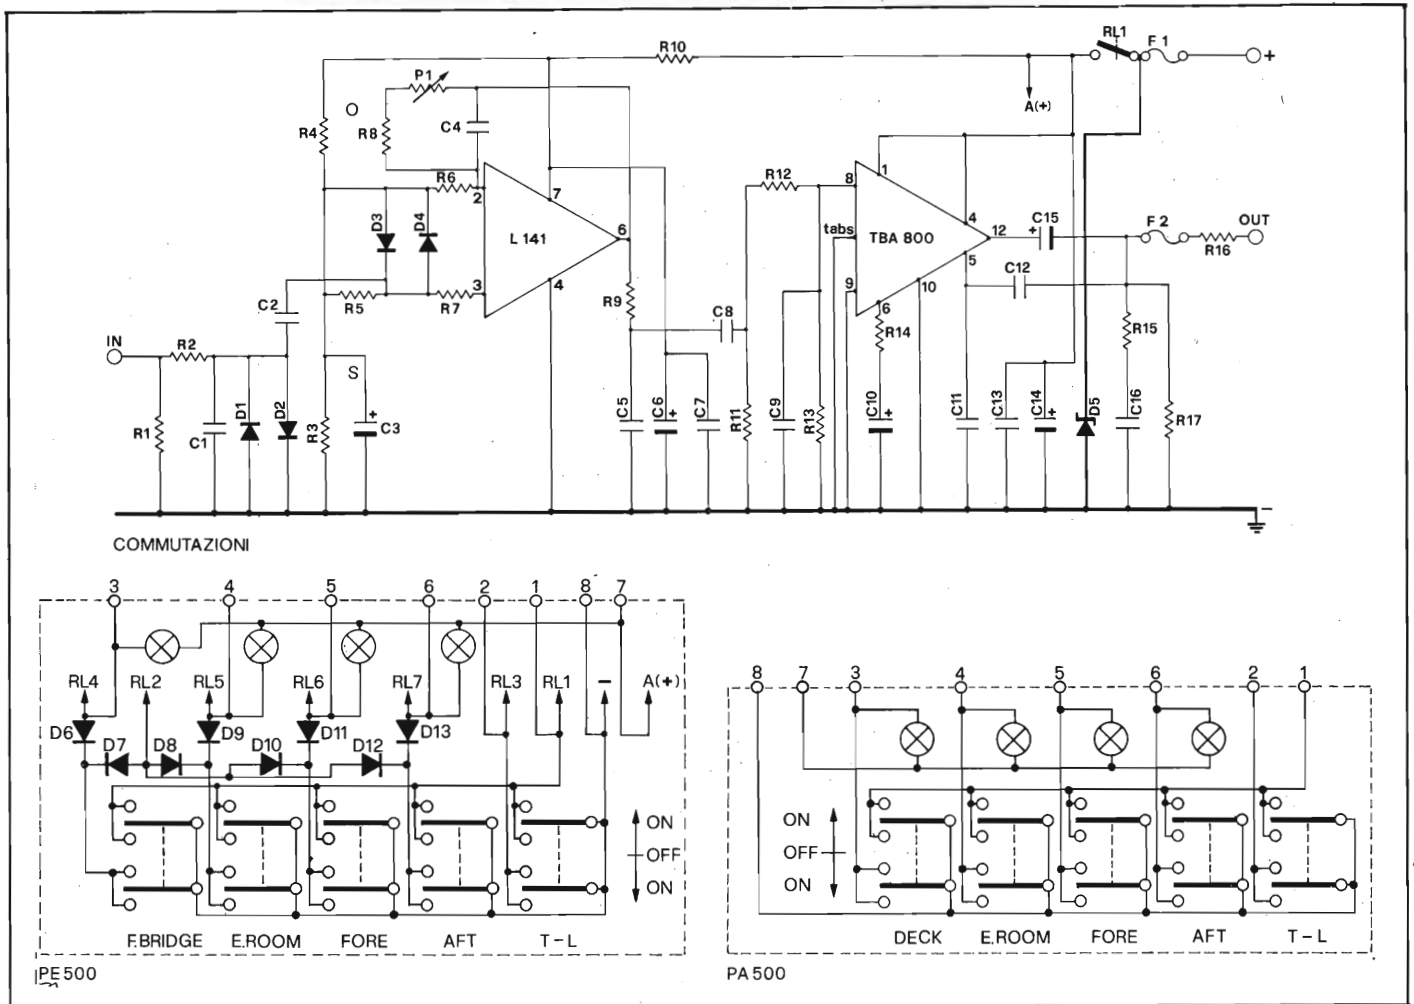 RL1 F 1
+
R10
A(+)
P1
O
R4 R8 C4
R6
2 7
D3 D4
L 141
6
3 4
R5 R7
C2
R9
C8
IN
R2
S
R1 C1 D1 D2 R3 + C3
C5 C6 + C7 R11 C9 R13
R12
8 1
4
tabs
TBA 800
12
9 6 10 5
R14
+ C15
C12
F 2
OUT
R16
R15
C10 + C11 C13 C14 + D5 C16 R17
-
COMMUTAZIONI
3 4 5 6 2 1 8 7
RL4 RL2 RL5 RL6 RL7 RL3 RL1 - A(+)
D6 D7 D8 D9 D10 D11 D12 D13
ON
OFF
ON
F.BRIDGE E.ROOM FORE AFT T-L
PE500
8 7 3 4 5 6 2 1
ON
OFF
ON
DECK E.ROOM FORE AFT T-L
PA500